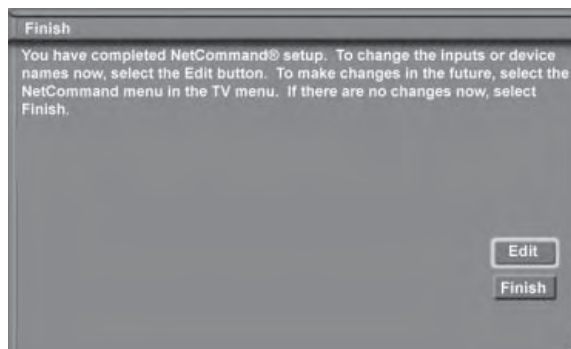 Finish
You have completed NetCommand® setup. To change the inputs or device
names now, select the Edit button. To make changes in the future, select the
NetCommand menu in the TV menu. If there are no changes now, select
Finish.
Edit
Finish